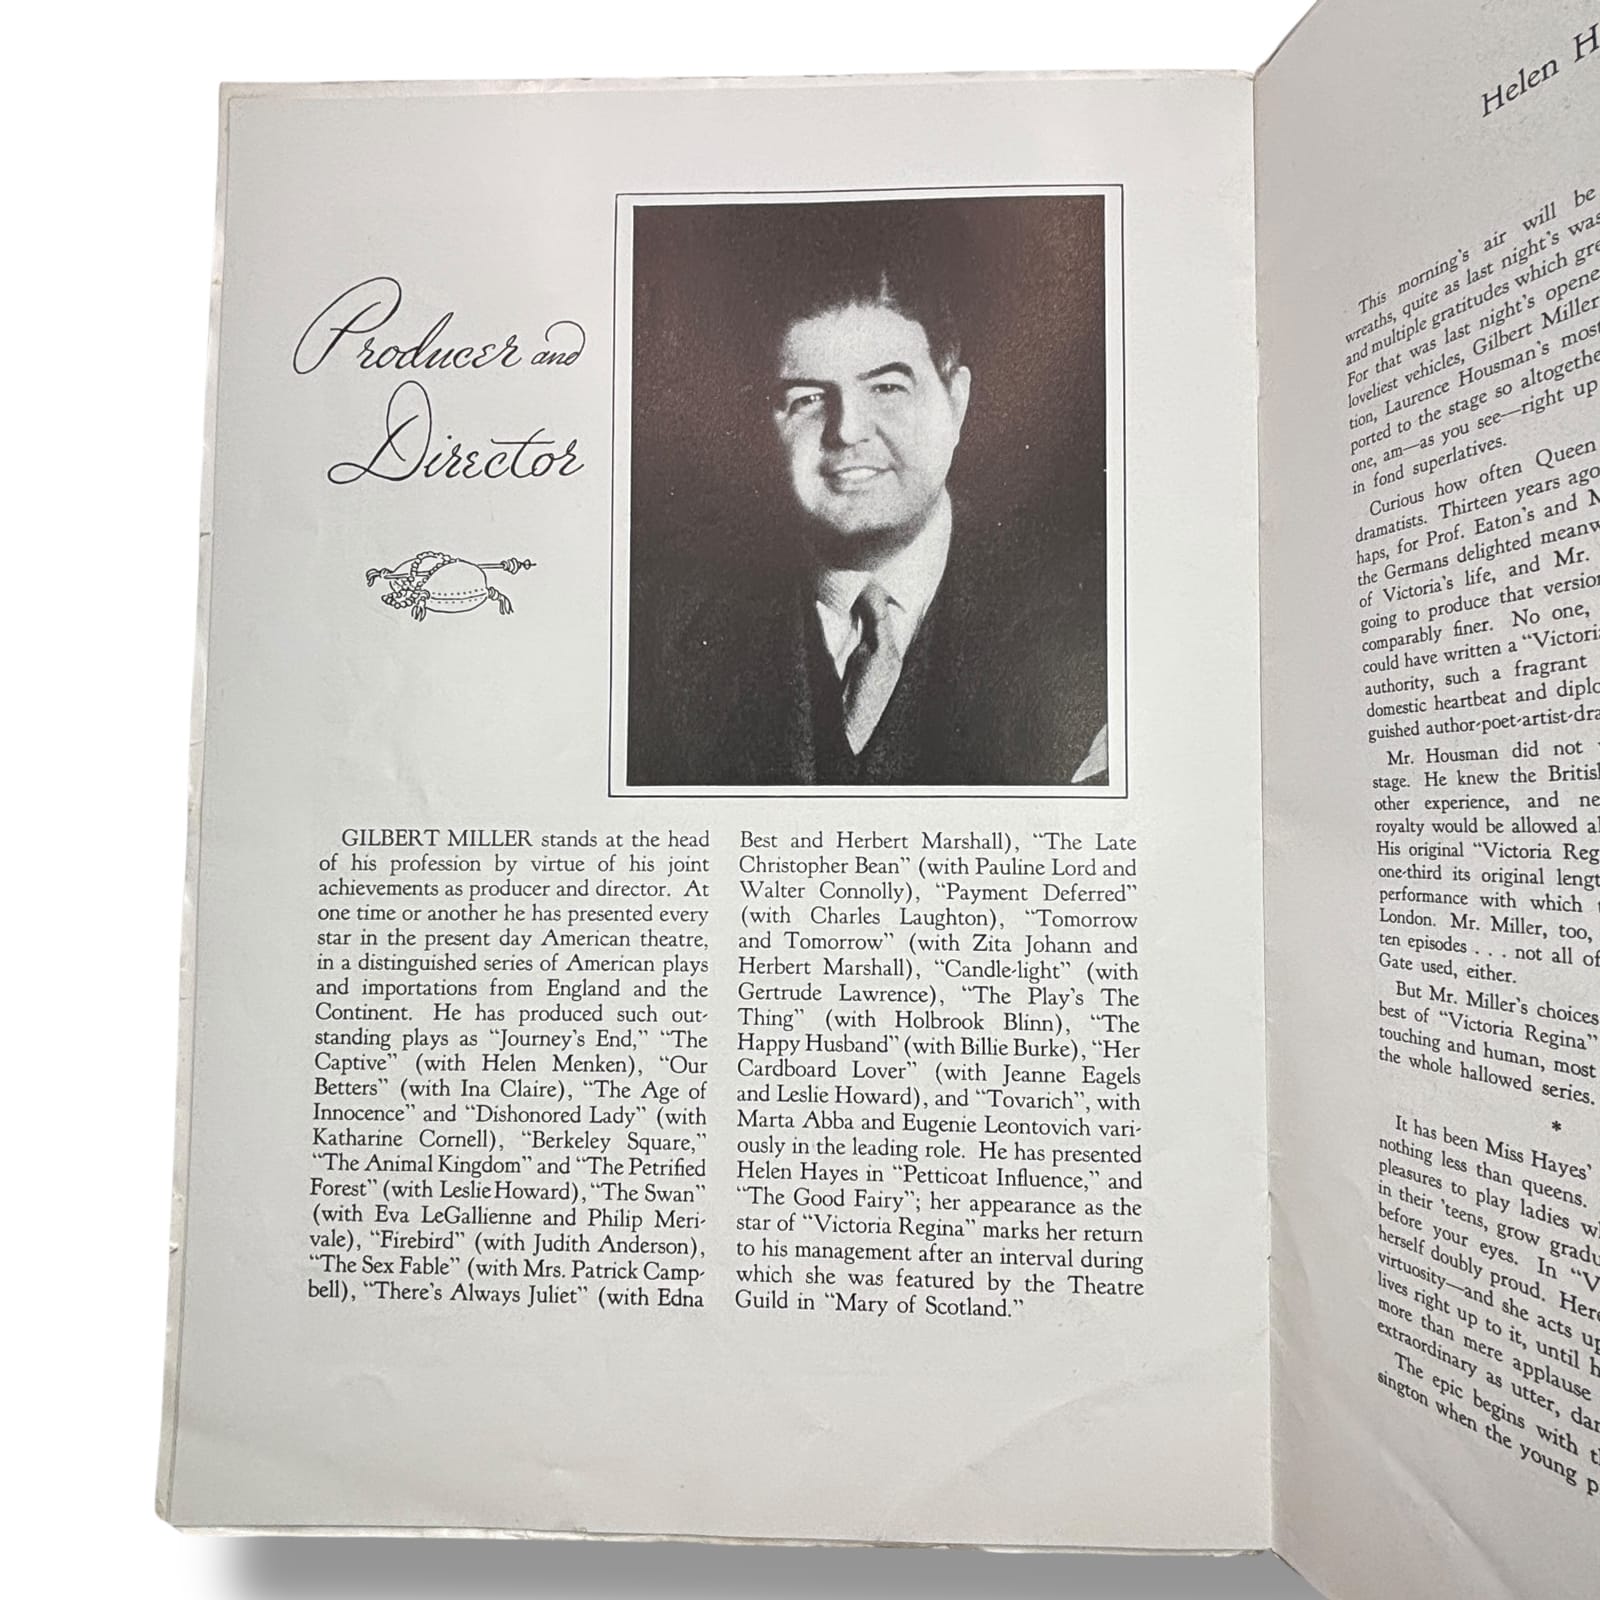 Producer and
Director
GILBERT MILLER stands at the head
of his profession by virtue of his joint
achievements as producer and director. At
one time or another he has presented every
star in the present day American theatre,
in a distinguished series of American plays
and importations from England and the
Continent. He has produced such out-
standing plays as "Journey's End," "The
Captive" (with Helen Menken), "Our
Betters" (with Ina Claire), "The Age of
Innocence" and "Dishonored Lady" (with
Katharine Cornell), "Berkeley Square,"
"The Animal Kingdom" and "The Petrified
Forest" (with Leslie Howard), "The Swan"
(with Eva LeGallienne and Philip Meri-
vale), "Firebird" (with Judith Anderson),
"The Sex Fable" (with Mrs. Patrick Camp-
bell), "There's Always Juliet" (with Edna
Best and Herbert Marshall), "The Late
Christopher Bean" (with Pauline Lord and
Walter Connolly), "Payment Deferred"
(with Charles Laughton), "Tomorrow
and Tomorrow" (with Zita Johann and
Herbert Marshall), "Candle-light" (with
Gertrude Lawrence), "The Play's The
Thing" (with Holbrook Blinn), "The
Happy Husband" (with Billie Burke), "Her
Cardboard Lover" (with Jeanne Eagels
and Leslie Howard), and "Tovarich", with
Marta Abba and Eugenie Leontovich vari-
ously in the leading role. He has presented
Helen Hayes in "Petticoat Influence," and
"The Good Fairy"; her appearance as the
star of "Victoria Regina" marks her return
to his management after an interval during
which she was featured by the Theatre
Guild in "Mary of Scotland."
Helen H
This morning's air will be
wreaths, quite as last night's was
and multiple gratitudes which gre
For that was last night's opene
loveliest vehicles, Gilbert Miller
tion, Laurence Housman's most
ported to the stage so altogethe
one, am—as you see—right up
in fond superlatives.
Curious how often Queen
dramatists. Thirteen years ago
haps, for Prof. Eaton's and M
the Germans delighted meanw
of Victoria's life, and Mr.
going to produce that version
comparably finer. No one,
could have written a "Victoria
authority, such a fragrant
domestic heartbeat and diplo
guished author-poet-artist-dra
Mr. Housman did not
stage. He knew the British
other experience, and ne
royalty would be allowed al
His original "Victoria Reg
one-third its original lengt
performance with which t
London. Mr. Miller, too,
ten episodes . . . not all of
Gate used, either.
But Mr. Miller's choices
best of "Victoria Regina"
touching and human, most
the whole hallowed series.
*
It has been Miss Hayes'
nothing less than queens.
pleasures to play ladies wh
in their 'teens, grow gradu
before your eyes. In "V
herself doubly proud. Here
virtuosity—and she acts up
lives right up to it, until h
more than mere applause
extraordinary as utter, dar
The epic begins with th
sington when the young p